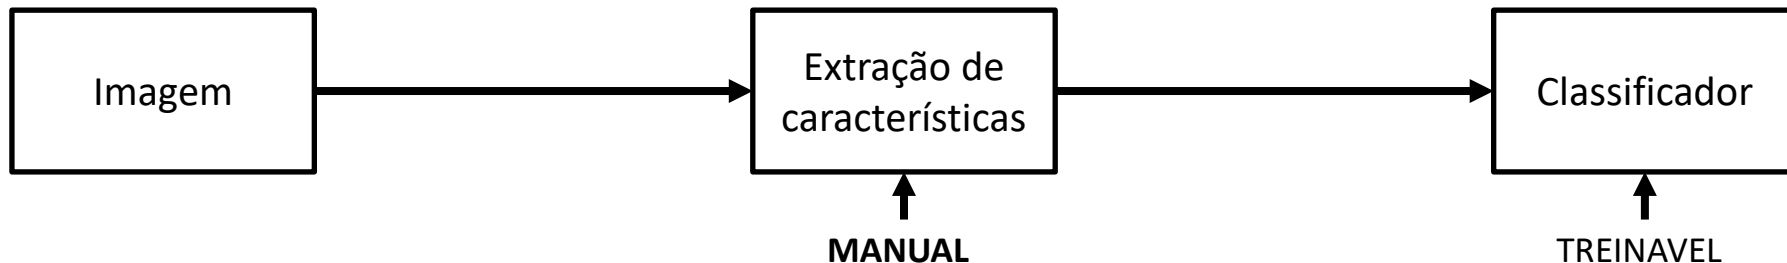 Imagem
Extração de
características
Classificador
MANUAL
TREINAVEL